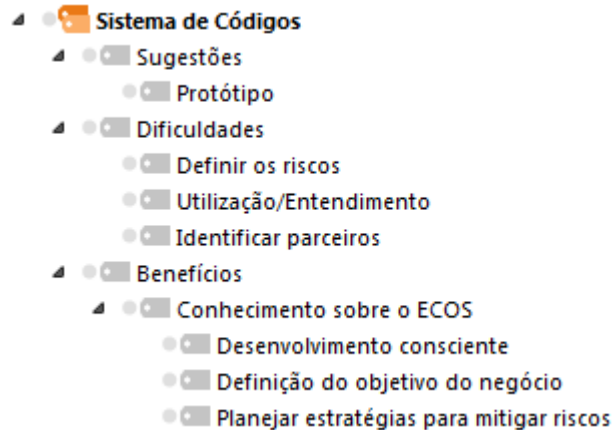 Sistema de Códigos
Sugestões
Protótipo
Dificuldades
Definir os riscos
Utilização/Entendimento
Identificar parceiros
Benefícios
Conhecimento sobre o ECOS
Desenvolvimento consciente
Definição do objetivo do negócio
Planejar estratégias para mitigar riscos